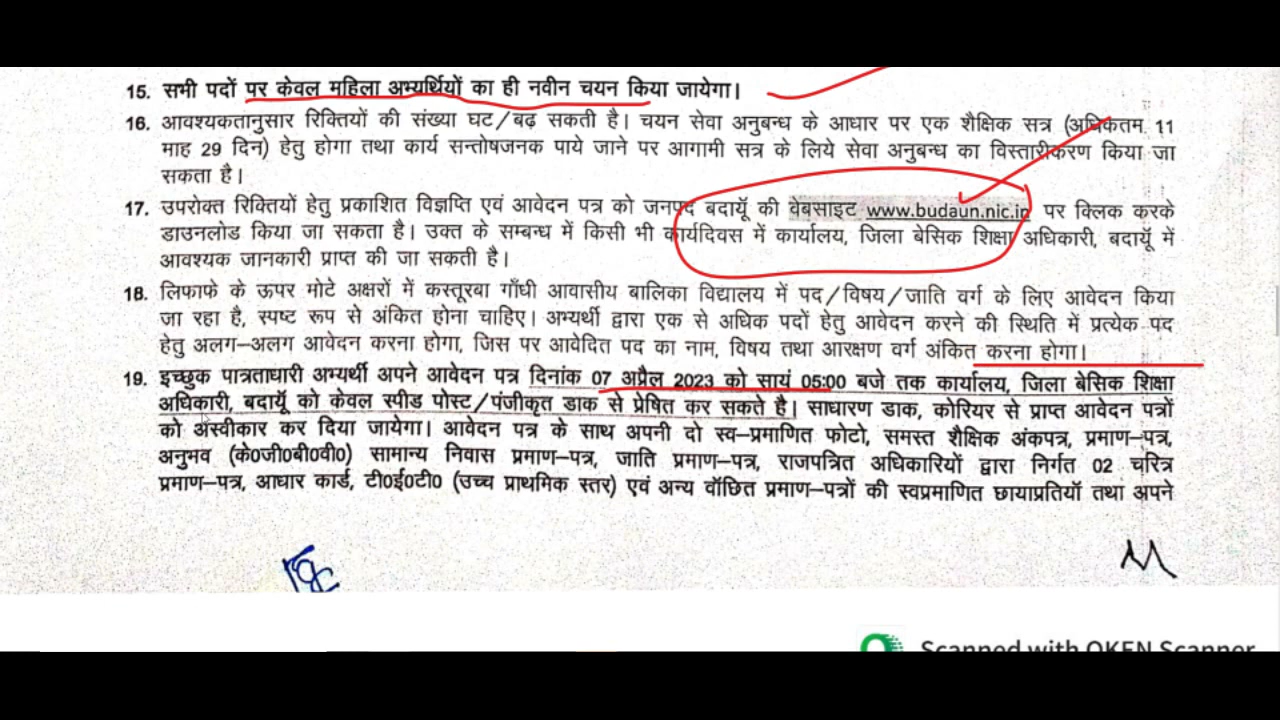 15. सभी पदों पर केवल महिला अभ्यर्थियों का ही नवीन चयन किया जायेगा।
16. आवश्यकतानुसार रिक्तियों की संख्या घट/बढ़ सकती है। चयन सेवा अनुबन्ध के आधार पर एक शैक्षिक सत्र (अधिकतम 11
माह 29 दिन) हेतु होगा तथा कार्य सन्तोषजनक पाये जाने पर आगामी सत्र के लिये सेवा अनुबन्ध का विस्तारीकरण किया जा
सकता है।
17. उपरोक्त रिक्तियों हेतु प्रकाशित विज्ञप्ति एवं आवेदन पत्र को जनपद बदायूँ की वेबसाइट www.budaun.nic.in पर क्लिक करके
डाउनलोड किया जा सकता है। उक्त के सम्बन्ध में किसी भी कार्यदिवस में कार्यालय, जिला बेसिक शिक्षा अधिकारी, बदायूँ में
आवश्यक जानकारी प्राप्त की जा सकती है।
18. लिफाफे के ऊपर मोटे अक्षरों में कस्तूरबा गाँधी आवासीय बालिका विद्यालय में पद/विषय/जाति वर्ग के लिए आवेदन किया
जा रहा है, स्पष्ट रूप से अंकित होना चाहिए। अभ्यर्थी द्वारा एक से अधिक पदों हेतु आवेदन करने की स्थिति में प्रत्येक पद
हेतु अलग-अलग आवेदन करना होगा, जिस पर आवेदित पद का नाम, विषय तथा आरक्षण वर्ग अंकित करना होगा।
19. इच्छुक पात्रताधारी अभ्यर्थी अपने आवेदन पत्र दिनांक 07 अप्रैल 2023 को सायं 05:00 बजे तक कार्यालय, जिला बेसिक शिक्षा
अधिकारी, बदायूँ को केवल स्पीड पोस्ट/पंजीकृत डाक से प्रेषित कर सकते है। साधारण डाक, कोरियर से प्राप्त आवेदन पत्रों
को अस्वीकार कर दिया जायेगा। आवेदन पत्र के साथ अपनी दो स्व-प्रमाणित फोटो, समस्त शैक्षिक अंकपत्र, प्रमाण-पत्र,
अनुभव (के0जी0बी0वी0) सामान्य निवास प्रमाण-पत्र, जाति प्रमाण-पत्र, राजपत्रित अधिकारियों द्वारा निर्गत 02 चरित्र
प्रमाण-पत्र, आधार कार्ड, टी0ई0टी0 (उच्च प्राथमिक स्तर) एवं अन्य वॉछित प्रमाण-पत्रों की स्वप्रमाणित छायाप्रतियॉ तथा अपने
Scanned with OKEN Scanner